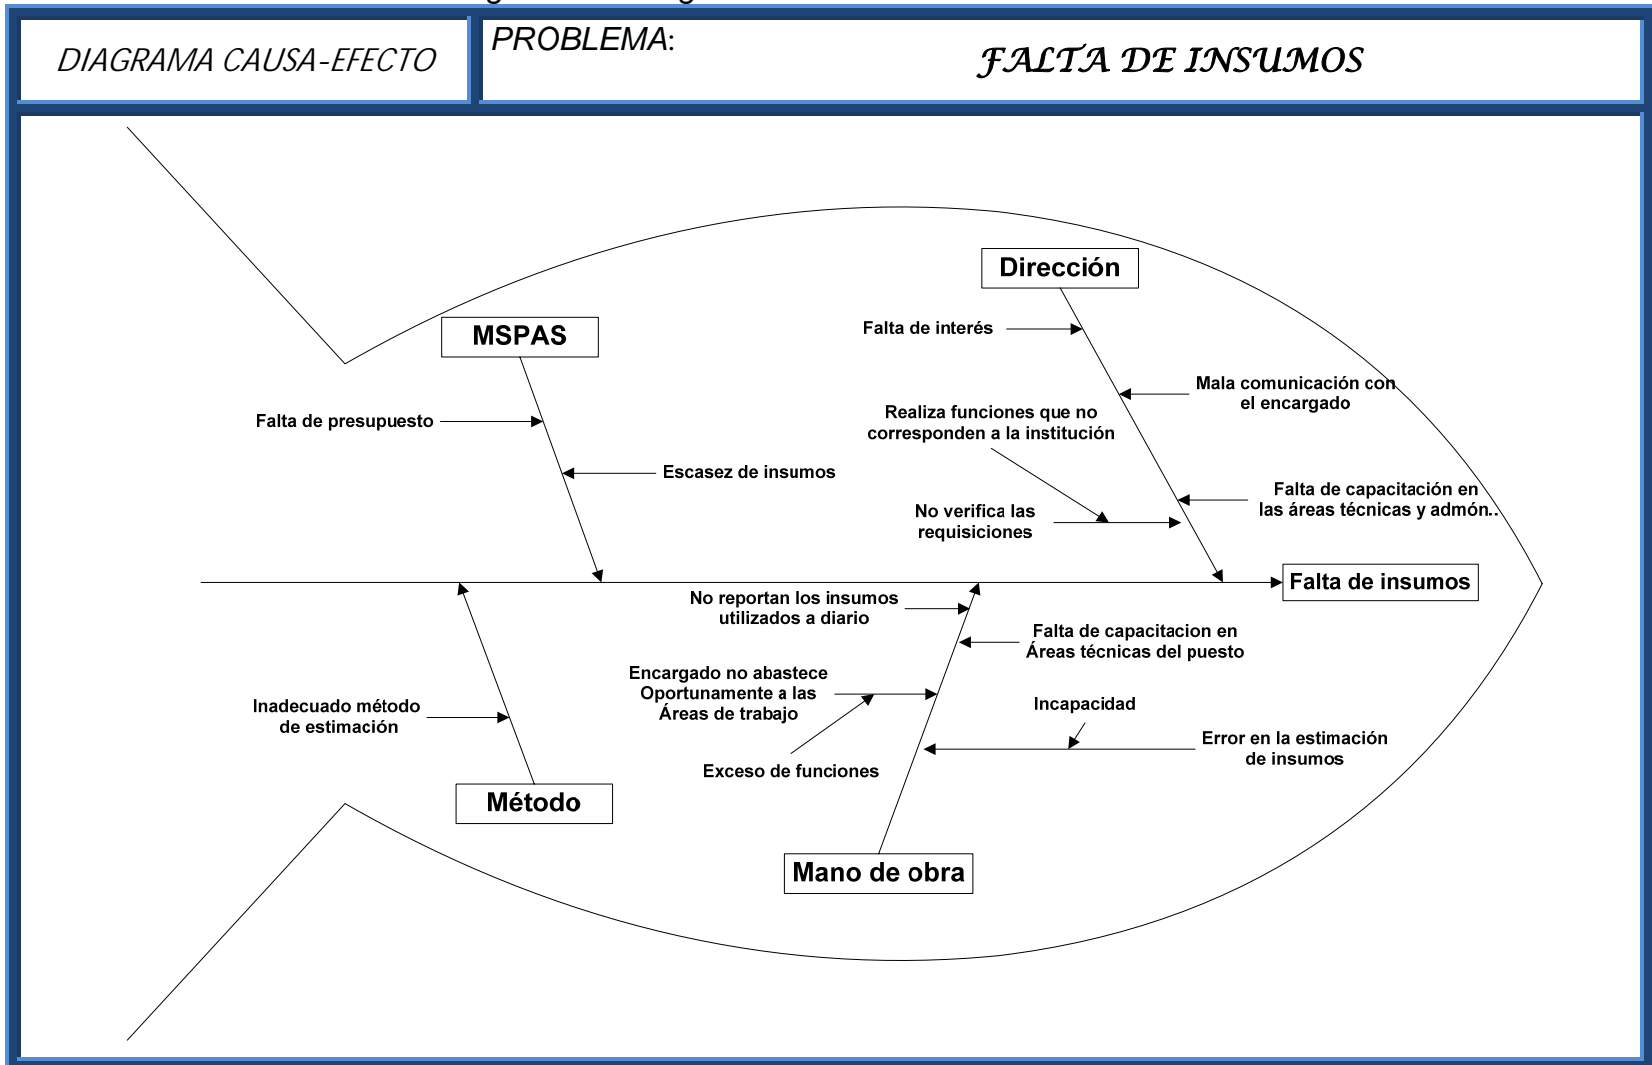 DIAGRAMA CAUSA-EFECTO
PROBLEMA:
FALTA DE INSUMOS
Dirección
MSPAS
Falta de interés
Mala comunicación con
el encargado
Falta de presupuesto
Realiza funciones que no
corresponden a la institución
Escasez de insumos
Falta de capacitación en
las áreas técnicas y admón..
No verifica las
requisiciones
Falta de insumos
No reportan los insumos
utilizados a diario
Falta de capacitacion en
Áreas técnicas del puesto
Encargado no abastece
Oportunamente a las
Áreas de trabajo
Inadecuado método
de estimación
Incapacidad
Error en la estimación
de insumos
Exceso de funciones
Método
Mano de obra